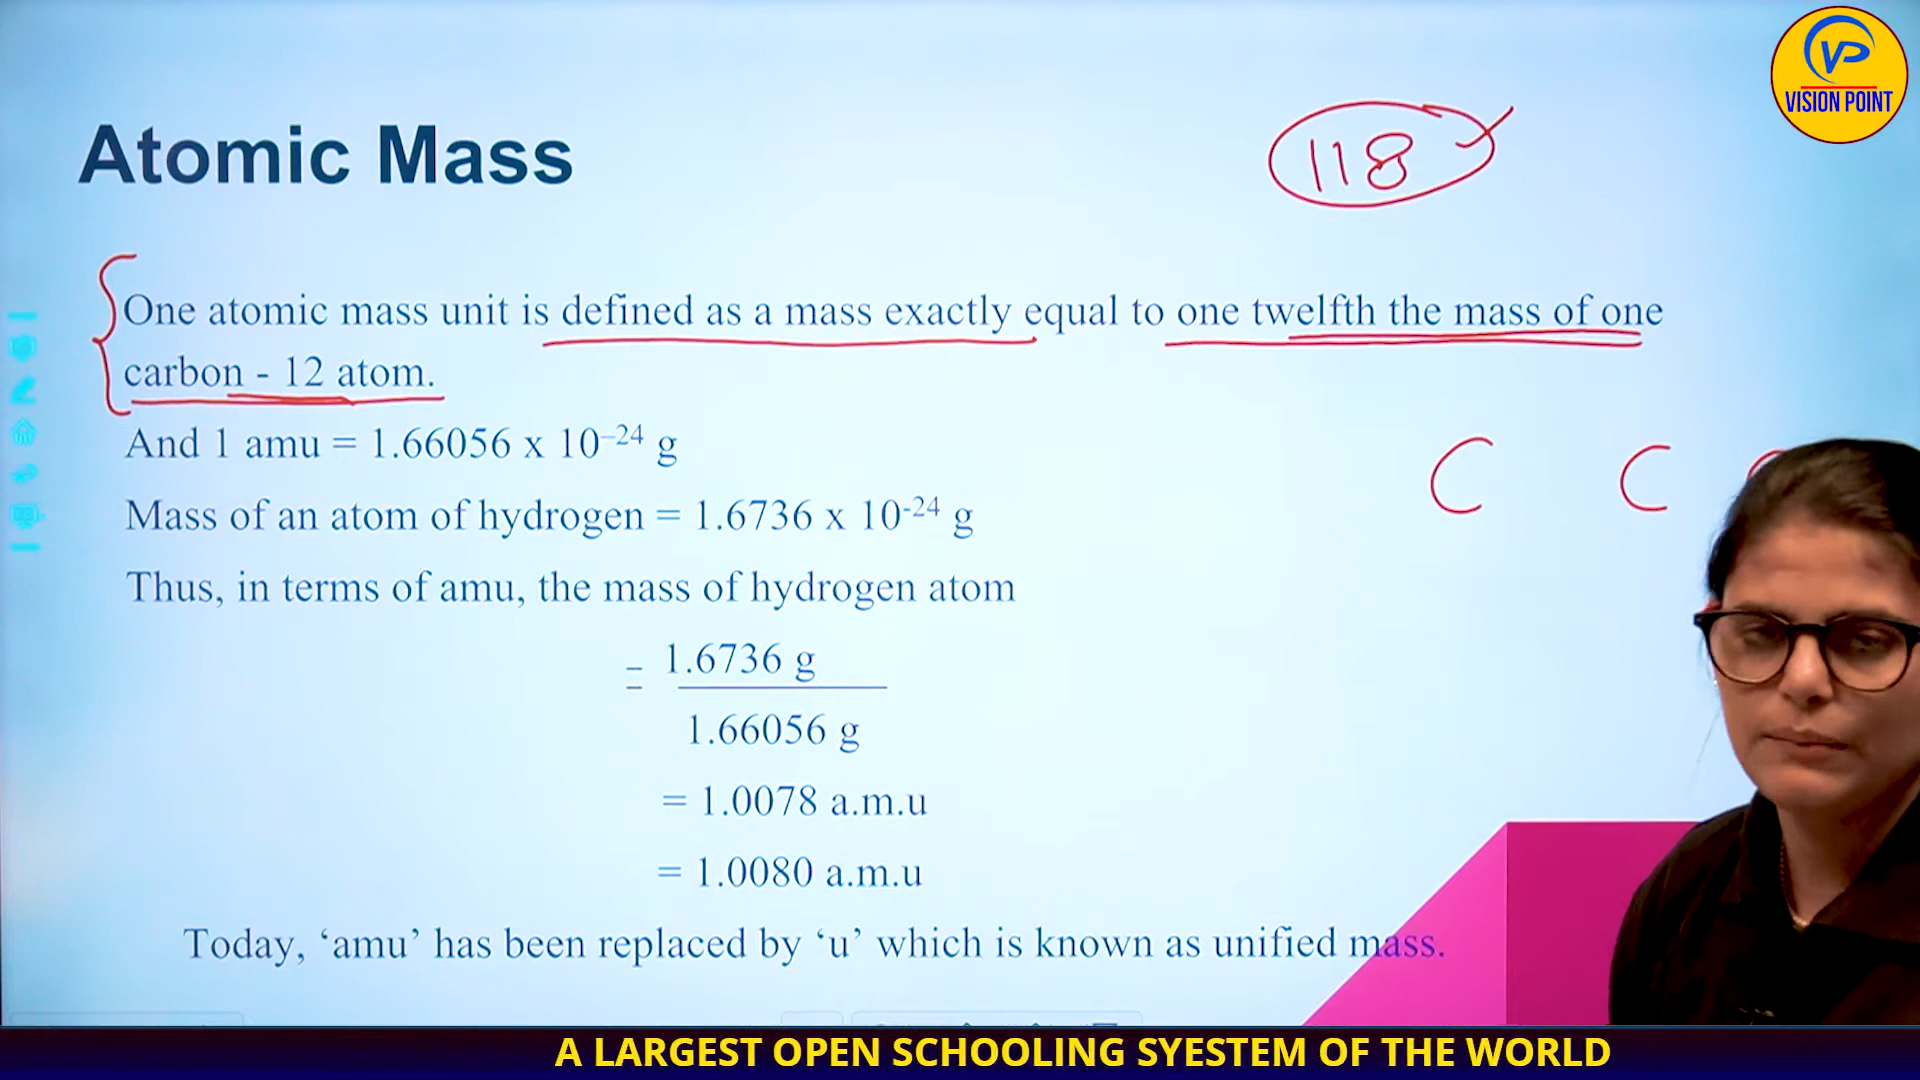 VP
VISION POINT
Atomic Mass
118
One atomic mass unit is defined as a mass exactly equal to one twelfth the mass of one
carbon - 12 atom.
And 1 amu = 1.66056 x 10⁻²⁴ g
C C
Mass of an atom of hydrogen = 1.6736 x 10⁻²⁴ g
Thus, in terms of amu, the mass of hydrogen atom
= 1.6736 g
1.66056 g
= 1.0078 a.m.u
= 1.0080 a.m.u
Today, ‘amu’ has been replaced by ‘u’ which is known as unified mass.
A LARGEST OPEN SCHOOLING SYESTEM OF THE WORLD